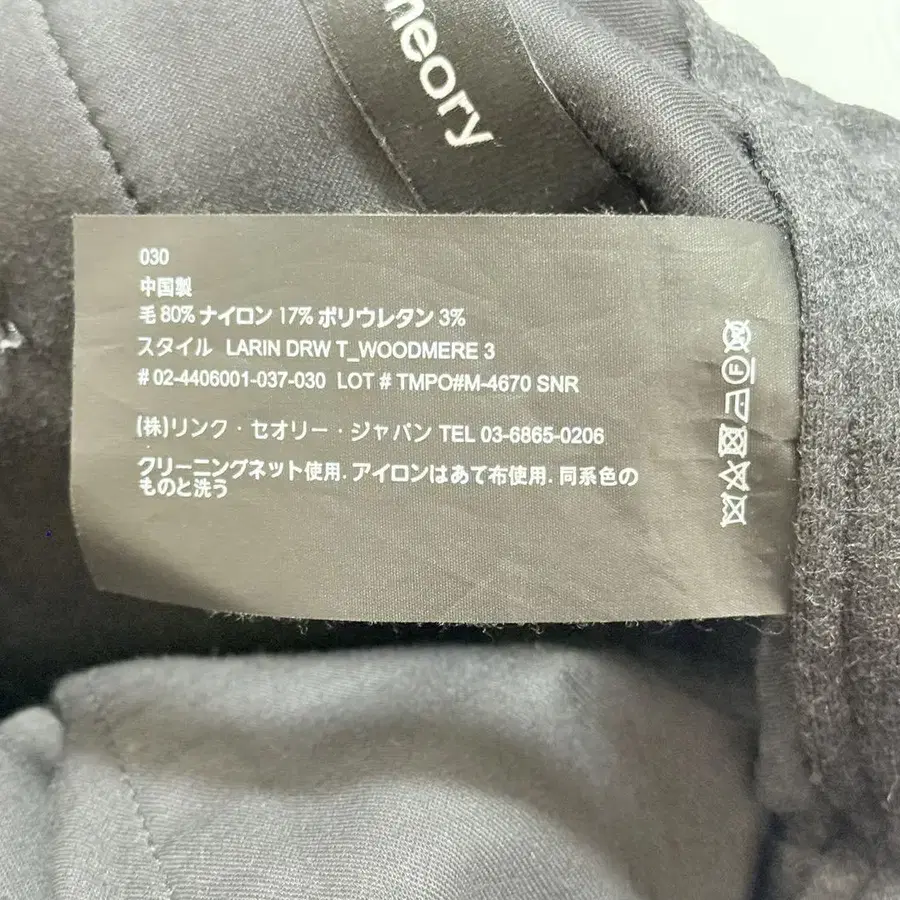 heory
030
中国製
毛 80% ナイロン 17% ポリウレタン 3%
スタイル LARIN DRW T_WOODMERE 3
# 02-4406001-037-030 LOT # TMPO#M-4670 SNR
(株)リンク・セオリー・ジャパン TEL 03-6865-0206
クリーニングネット使用. アイロンはあて布使用. 同系色の
ものと洗う
F